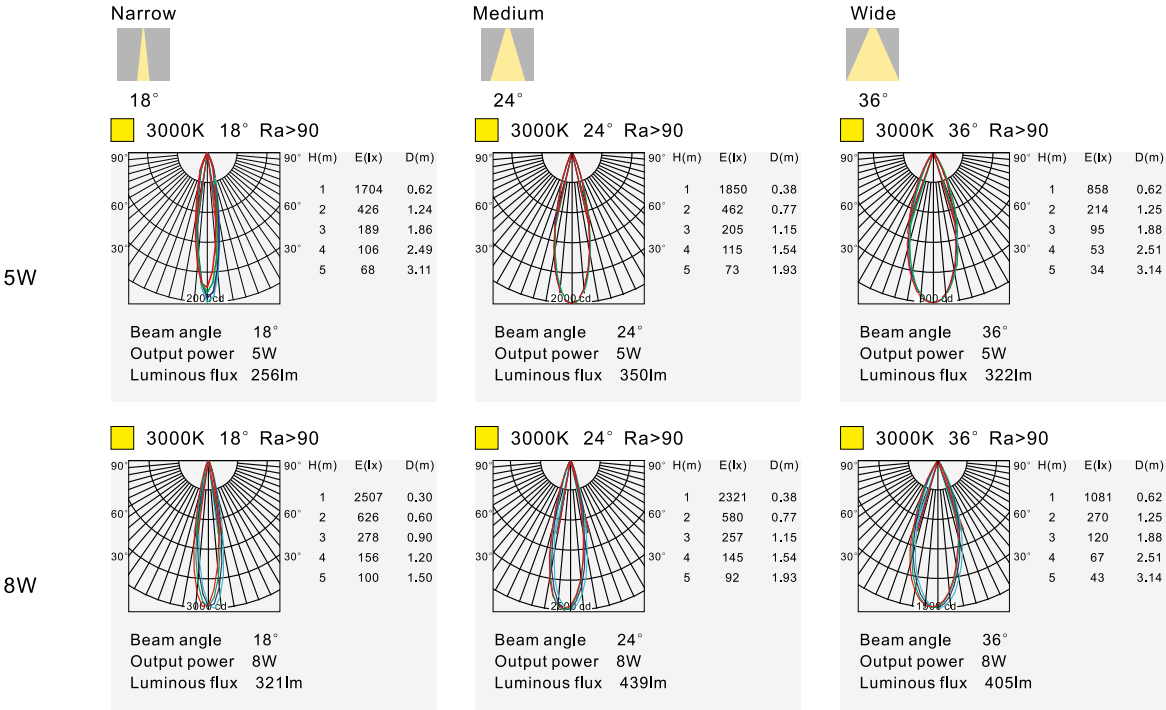 Narrow Medium Wide
18° 24° 36°
3000K 18° Ra>90
90° 90° H(m) E(lx) D(m)
1 1704 0.62
60° 60° 2 426 1.24
3 189 1.86
30° 30° 4 106 2.49
5 68 3.11
2000cd
Beam angle 18°
Output power 5W
Luminous flux 256lm
3000K 24° Ra>90
90° 90° H(m) E(lx) D(m)
1 1850 0.38
60° 60° 2 462 0.77
3 205 1.15
30° 30° 4 115 1.54
5 73 1.93
2000cd
Beam angle 24°
Output power 5W
Luminous flux 350lm
3000K 36° Ra>90
90° 90° H(m) E(lx) D(m)
1 858 0.62
60° 60° 2 214 1.25
3 95 1.88
30° 30° 4 53 2.51
5 34 3.14
900cd
Beam angle 36°
Output power 5W
Luminous flux 322lm
5W
3000K 18° Ra>90
90° 90° H(m) E(lx) D(m)
1 2507 0.30
60° 60° 2 626 0.60
3 278 0.90
30° 30° 4 156 1.20
5 100 1.50
3000cd
Beam angle 18°
Output power 8W
Luminous flux 321lm
3000K 24° Ra>90
90° 90° H(m) E(lx) D(m)
1 2321 0.38
60° 60° 2 580 0.77
3 257 1.15
30° 30° 4 145 1.54
5 92 1.93
2500cd
Beam angle 24°
Output power 8W
Luminous flux 439lm
3000K 36° Ra>90
90° 90° H(m) E(lx) D(m)
1 1081 0.62
60° 60° 2 270 1.25
3 120 1.88
30° 30° 4 67 2.51
5 43 3.14
cd
Beam angle 36°
Output power 8W
Luminous flux 405lm
8W